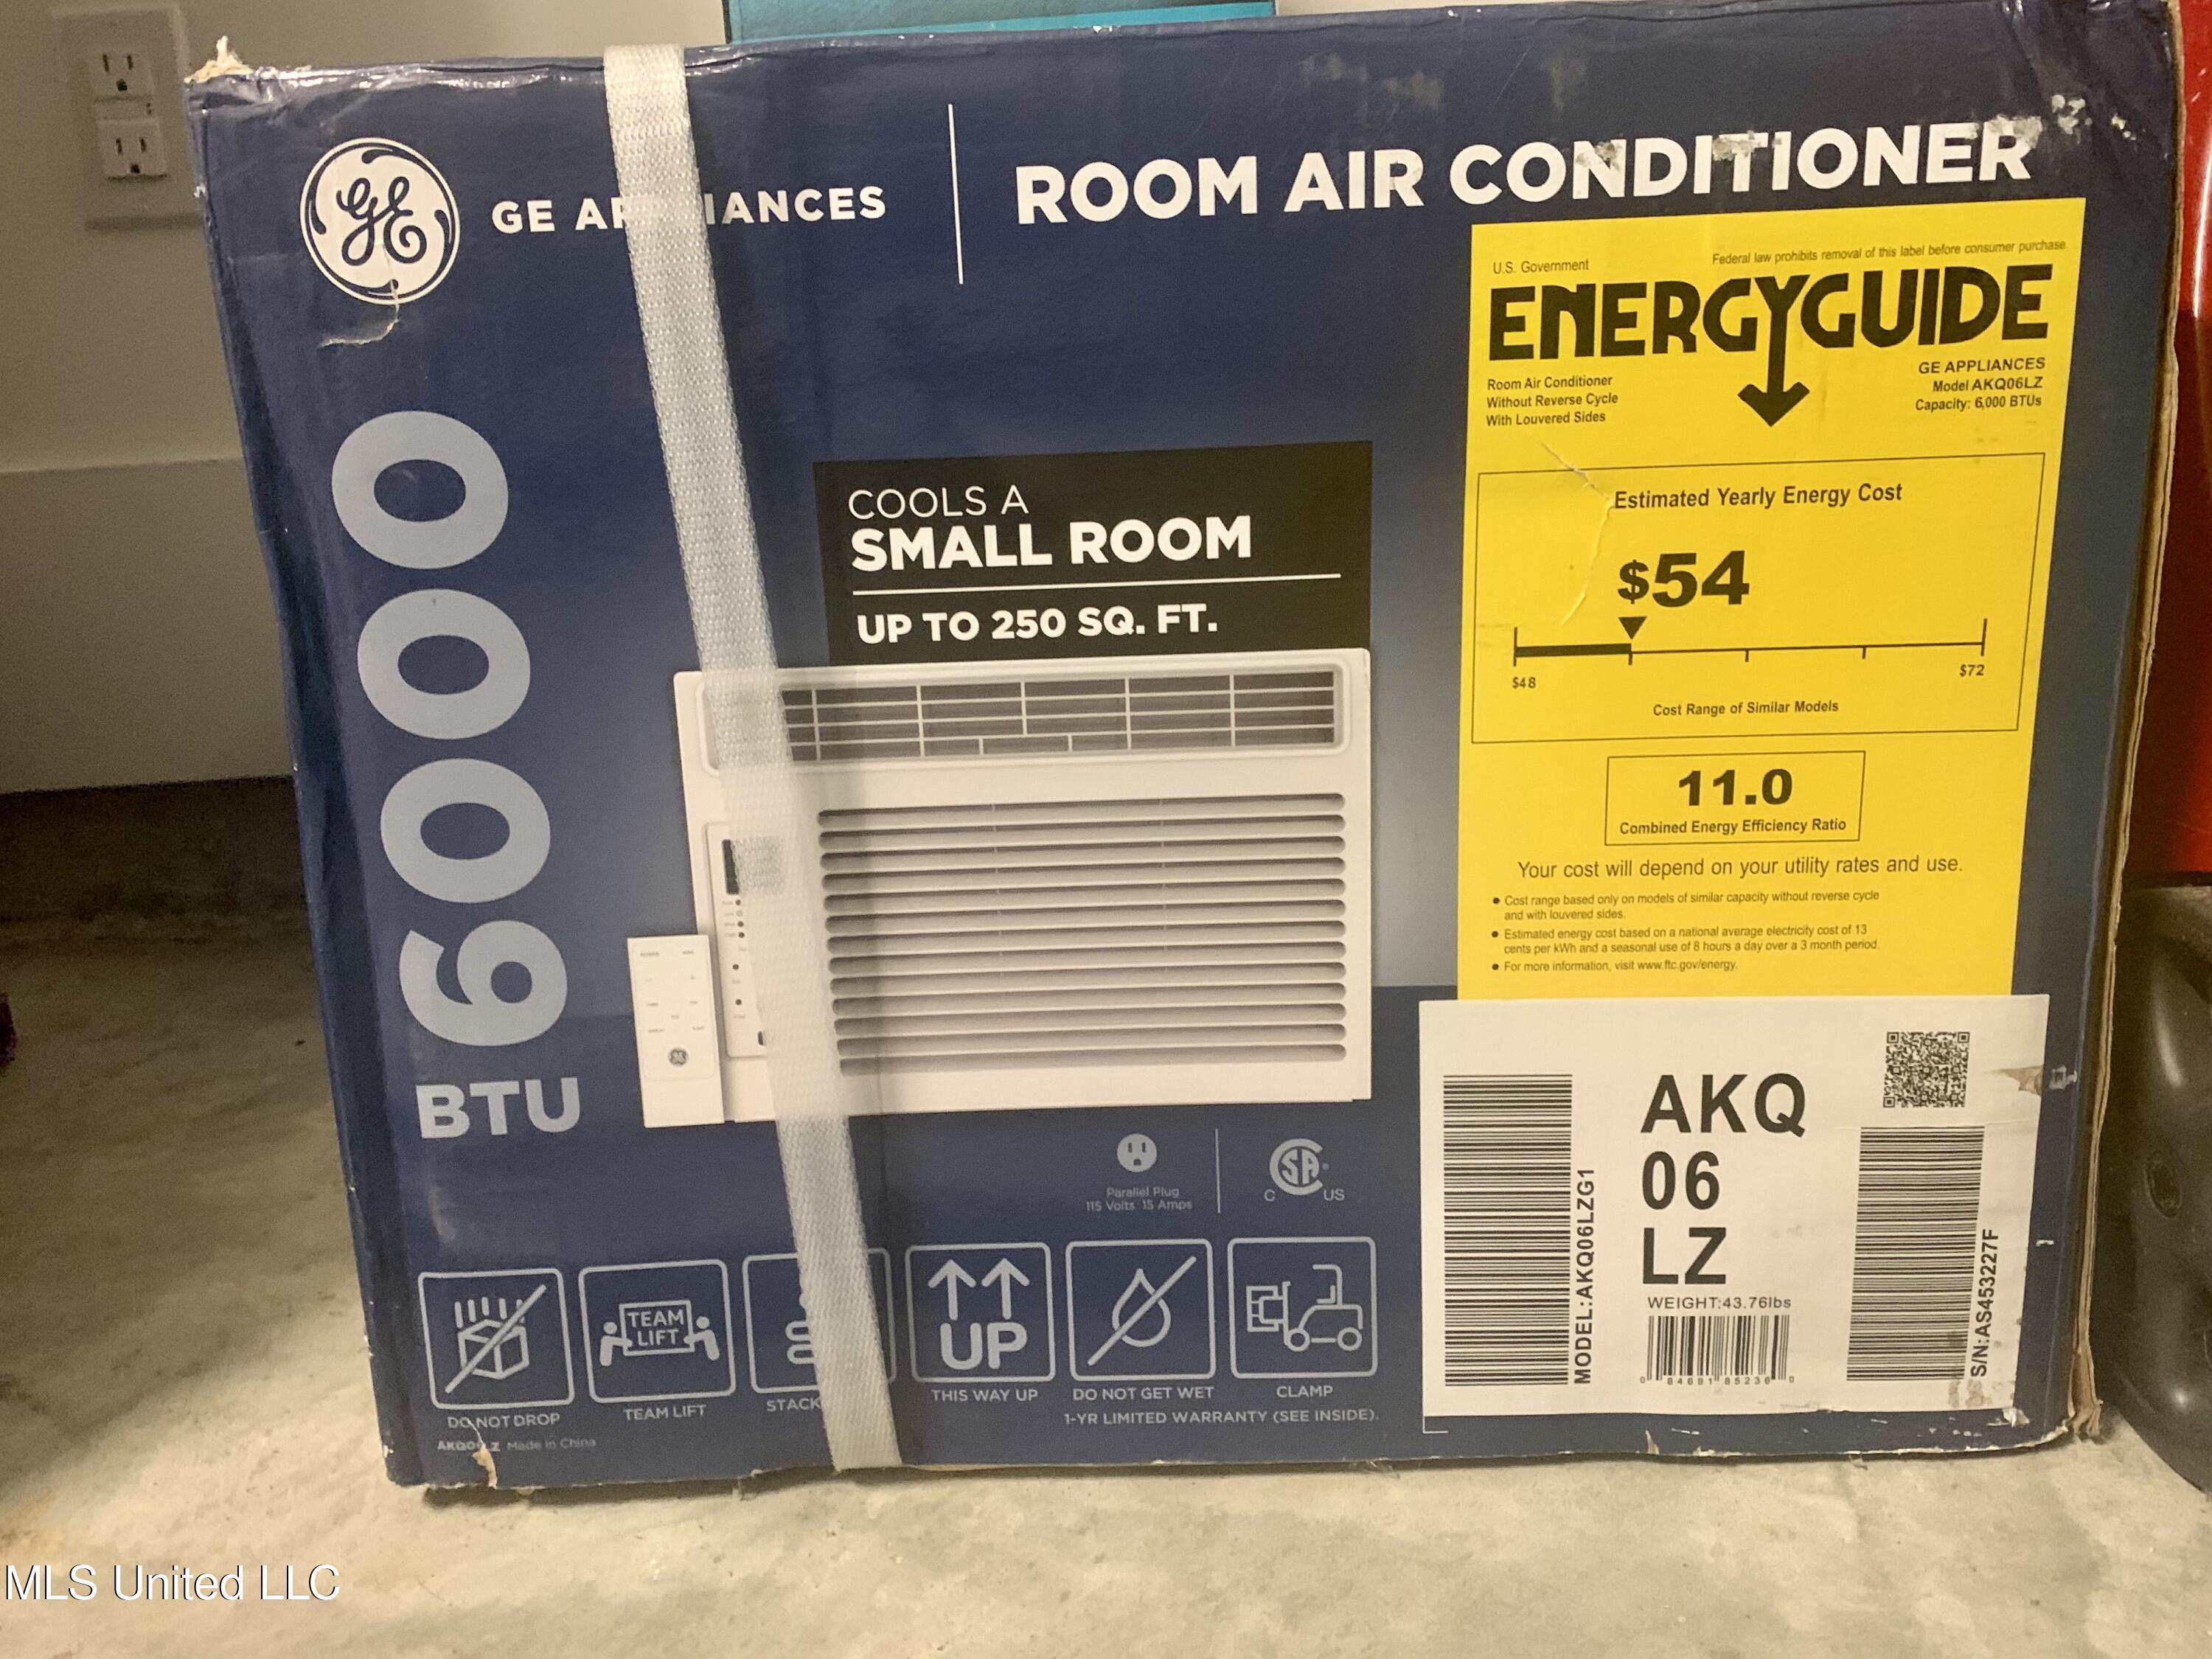 GE APPLIANCES
ROOM AIR CONDITIONER
6000
BTU
COOLS A
SMALL ROOM
UP TO 250 SQ. FT.
U.S. Government
Federal law prohibits removal of this label before consumer purchase.
ENERGYGUIDE
Room Air Conditioner
Without Reverse Cycle
With Louvered Sides
GE APPLIANCES
Model AKQ06LZ
Capacity: 6,000 BTUs
Estimated Yearly Energy Cost
$54
$48
$72
Cost Range of Similar Models
11.0
Combined Energy Efficiency Ratio
Your cost will depend on your utility rates and use.
• Cost range based only on models of similar capacity without reverse cycle
and with louvered sides.
• Estimated energy cost based on a national average electricity cost of 13
cents per kWh and a seasonal use of 8 hours a day over a 3 month period.
• For more information, visit www.ftc.gov/energy.
Parallel Plug
115 Volts 15 Amps
C SA US
TEAM
LIFT
UP
DO NOT DROP
TEAM LIFT
STACK
THIS WAY UP
DO NOT GET WET
CLAMP
1-YR LIMITED WARRANTY (SEE INSIDE).
AKQ06LZ Made in China
MODEL:AKQ06LZG1
AKQ
06
LZ
WEIGHT:43.76lbs
0 84691 85236 0
S/N:AS453227F
MLS United LLC